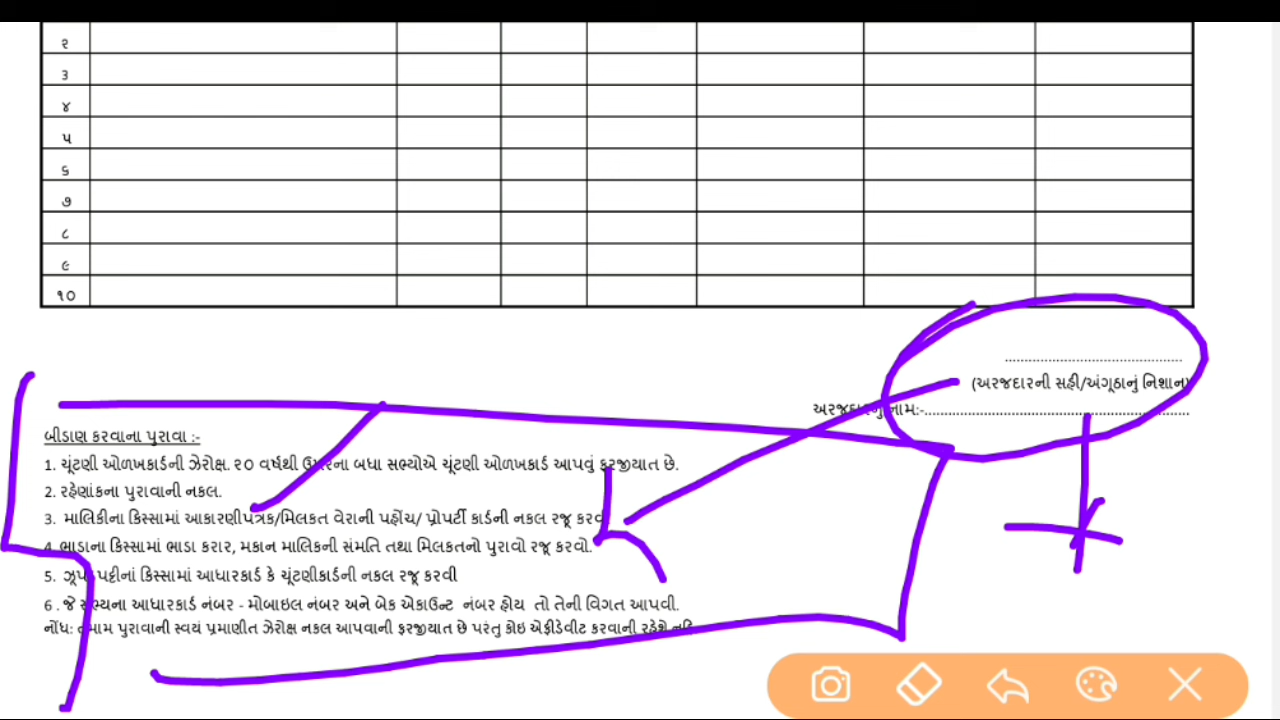 ૨
૩
૪
૫
૬
૭
૮
૯
૧૦
(અરજદારની સહી/અંગૂઠાનું નિશાન)
અરજદારનું નામ:-
બીડાણ કરવાના પુરાવા :-
1. ચૂંટણી ઓળખકાર્ડની ઝેરોક્ષ. ૨૦ વર્ષથી ઉપરના બધા સભ્યોએ ચૂંટણી ઓળખકાર્ડ આપવું ફરજીયાત છે.
2. રહેણાંકના પુરાવાની નકલ.
3. માલિકીના કિસ્સામાં આકારણીપત્રક/મિલકત વેરાની પહોંચ/ પ્રોપર્ટી કાર્ડની નકલ રજૂ કરવી
4. ભાડાના કિસ્સામાં ભાડા કરાર, મકાન માલિકની સંમતિ તથા મિલકતનો પુરાવો રજૂ કરવો.
5. ઝૂપડપટ્ટીનાં કિસ્સામાં આધારકાર્ડ કે ચૂંટણીકાર્ડની નકલ રજૂ કરવી
6 . જે સભ્યના આધારકાર્ડ નંબર - મોબાઇલ નંબર અને બેક એકાઉન્ટ નંબર હોય તો તેની વિગત આપવી.
નોંધ: તમામ પુરાવાની સ્વયં પ્રમાણીત ઝેરોક્ષ નકલ આપવાની ફરજીયાત છે પરંતુ કોઇ એફીડેવીટ કરવાની રહેશે નહિ